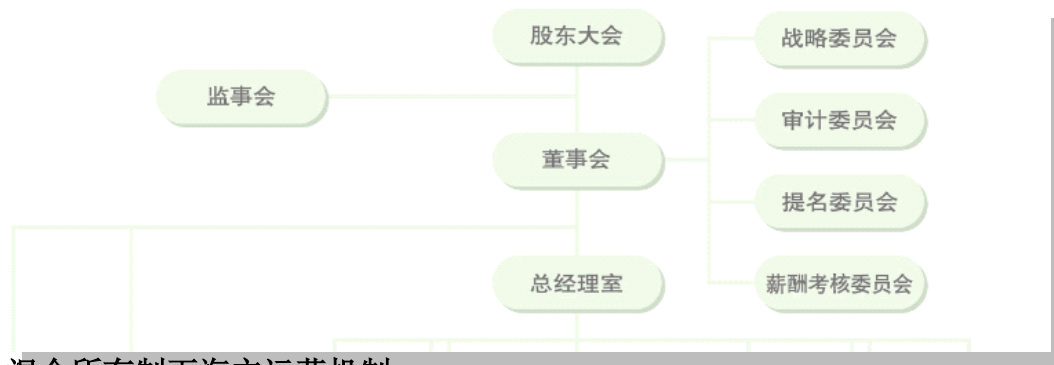 股东大会
战略委员会
监事会
审计委员会
董事会
提名委员会
总经理室
薪酬考核委员会